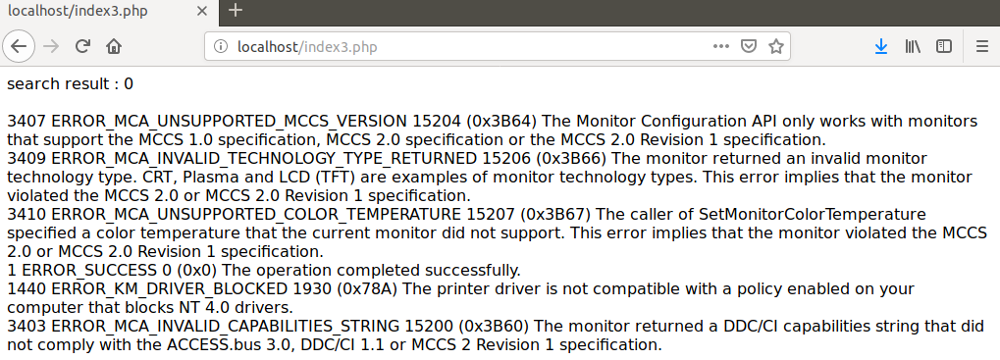 localhost/index3.php
localhost/index3.php
search result : 0
3407 ERROR_MCA_UNSUPPORTED_MCCS_VERSION 15204 (0x3B64) The Monitor Configuration API only works with monitors
that support the MCCS 1.0 specification, MCCS 2.0 specification or the MCCS 2.0 Revision 1 specification.
3409 ERROR_MCA_INVALID_TECHNOLOGY_TYPE_RETURNED 15206 (0x3B66) The monitor returned an invalid monitor
technology type. CRT, Plasma and LCD (TFT) are examples of monitor technology types. This error implies that the monitor
violated the MCCS 2.0 or MCCS 2.0 Revision 1 specification.
3410 ERROR_MCA_UNSUPPORTED_COLOR_TEMPERATURE 15207 (0x3B67) The caller of SetMonitorColorTemperature
specified a color temperature that the current monitor did not support. This error implies that the monitor violated the MCCS
2.0 or MCCS 2.0 Revision 1 specification.
1 ERROR_SUCCESS 0 (0x0) The operation completed successfully.
1440 ERROR_KM_DRIVER_BLOCKED 1930 (0x78A) The printer driver is not compatible with a policy enabled on your
computer that blocks NT 4.0 drivers.
3403 ERROR_MCA_INVALID_CAPABILITIES_STRING 15200 (0x3B60) The monitor returned a DDC/CI capabilities string that did
not comply with the ACCESS.bus 3.0, DDC/CI 1.1 or MCCS 2 Revision 1 specification.